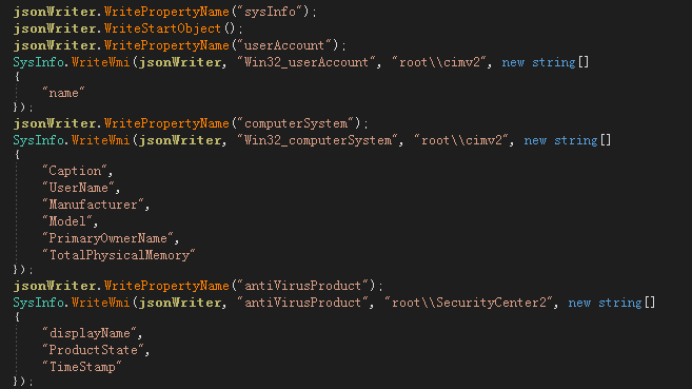 jsonWriter.WritePropertyName("sysInfo");
jsonWriter.WriteStartObject();
jsonWriter.WritePropertyName("userAccount");
SysInfo.WriteWmi(jsonWriter, "Win32_userAccount", "root\\cimv2", new string[]
{
"name"
});
jsonWriter.WritePropertyName("computerSystem");
SysInfo.WriteWmi(jsonWriter, "Win32_computerSystem", "root\\cimv2", new string[]
{
"Caption",
"UserName",
"Manufacturer",
"Model",
"PrimaryOwnerName",
"TotalPhysicalMemory"
});
jsonWriter.WritePropertyName("antiVirusProduct");
SysInfo.WriteWmi(jsonWriter, "antiVirusProduct", "root\\SecurityCenter2", new string[]
{
"displayName",
"ProductState",
"TimeStamp"
});